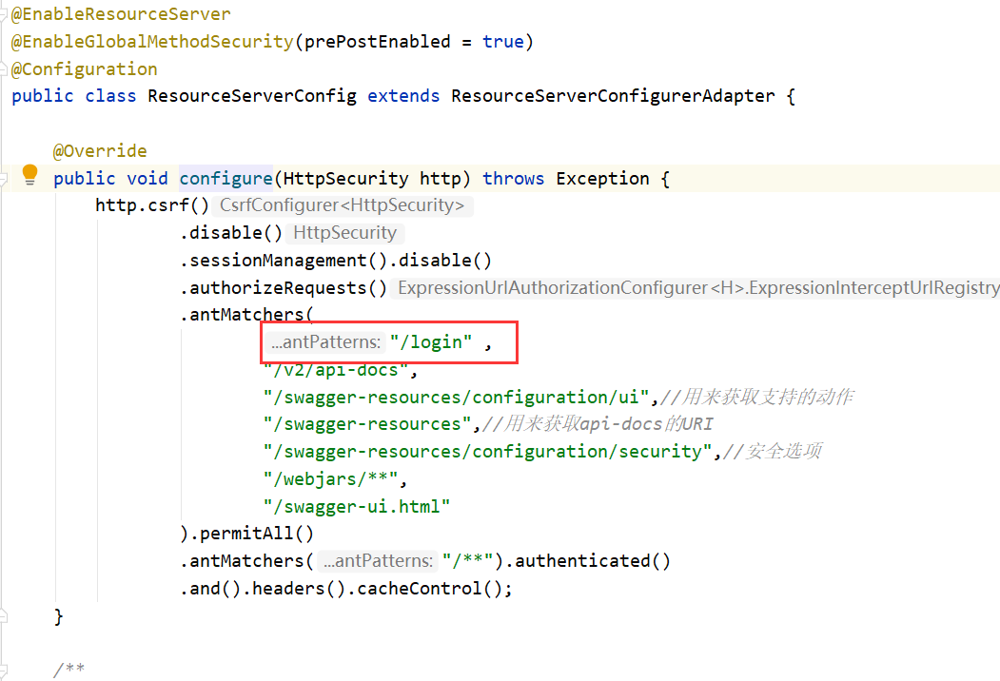 @EnableResourceServer
@EnableGlobalMethodSecurity(prePostEnabled = true)
@Configuration
public class ResourceServerConfig extends ResourceServerConfigurerAdapter {
@Override
public void configure(HttpSecurity http) throws Exception {
http.csrf() CsrfConfigurer<HttpSecurity>
.disable() HttpSecurity
.sessionManagement().disable()
.authorizeRequests() ExpressionUrlAuthorizationConfigurer<H>.ExpressionInterceptUrlRegistry
.antMatchers(
...antPatterns: "/login" ,
"/v2/api-docs",
"/swagger-resources/configuration/ui",//用来获取支持的动作
"/swagger-resources",//用来获取api-docs的URI
"/swagger-resources/configuration/security",//安全选项
"/webjars/**",
"/swagger-ui.html"
).permitAll()
.antMatchers( ...antPatterns: "/**").authenticated()
.and().headers().cacheControl();
}
/**